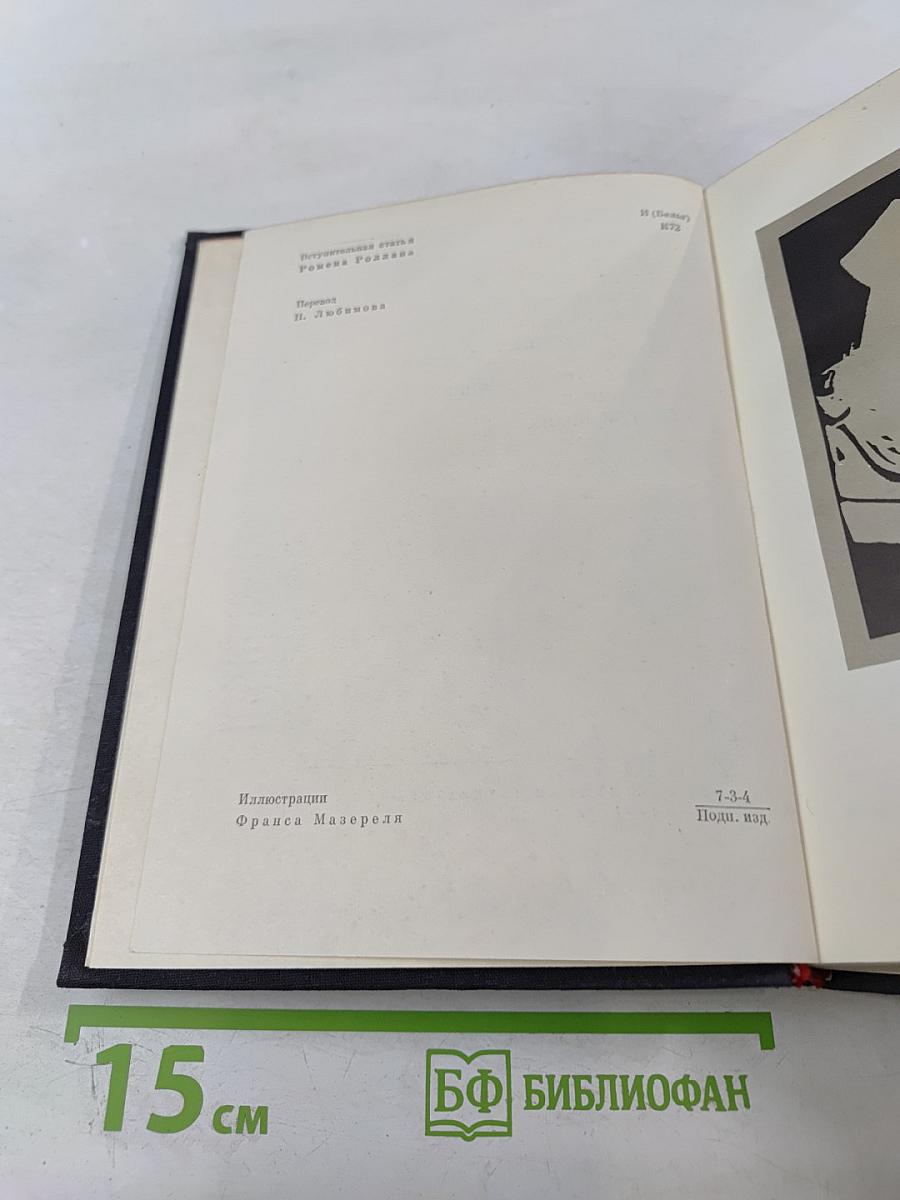 Вступительная статья
Ромена Роллана
И (Бельг)
К72
Перевод
Н. Любимова
Иллюстрации
Франса Мазереля
7-3-4
Подп. изд.
15 см
БФ БИБЛИОФАН